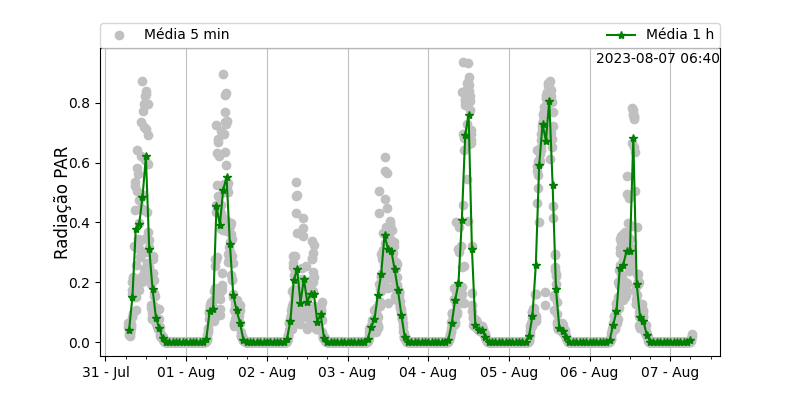 Média 5 min
Média 1 h
2023-08-07 06:40
Radiação PAR
0.8
0.6
0.4
0.2
0.0
31 - Jul
01 - Aug
02 - Aug
03 - Aug
04 - Aug
05 - Aug
06 - Aug
07 - Aug